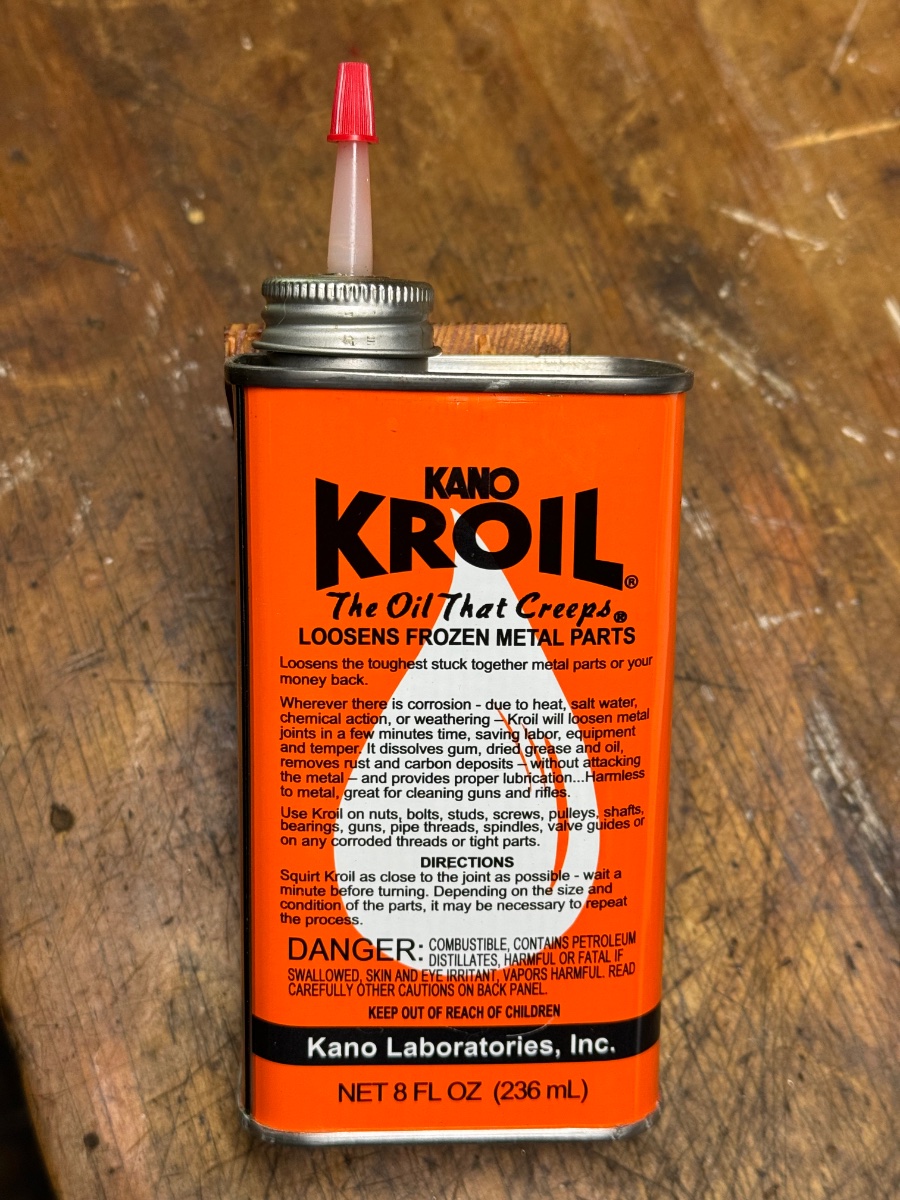 KANO
KROIL®
The Oil That Creeps®
LOOSENS FROZEN METAL PARTS
Loosens the toughest stuck together metal parts or your
money back.
Wherever there is corrosion - due to heat, salt water,
chemical action, or weathering – Kroil will loosen metal
joints in a few minutes time, saving labor, equipment
and temper. It dissolves gum, dried grease and oil,
removes rust and carbon deposits – without attacking
the metal – and provides proper lubrication...Harmless
to metal, great for cleaning guns and rifles.
Use Kroil on nuts, bolts, studs, screws, pulleys, shafts,
bearings, guns, pipe threads, spindles, valve guides or
on any corroded threads or tight parts.
DIRECTIONS
Squirt Kroil as close to the joint as possible - wait a
minute before turning. Depending on the size and
condition of the parts, it may be necessary to repeat
the process.
DANGER: COMBUSTIBLE, CONTAINS PETROLEUM
DISTILLATES, HARMFUL OR FATAL IF
SWALLOWED, SKIN AND EYE IRRITANT, VAPORS HARMFUL. READ
CAREFULLY OTHER CAUTIONS ON BACK PANEL.
KEEP OUT OF REACH OF CHILDREN
Kano Laboratories, Inc.
NET 8 FL OZ (236 mL)